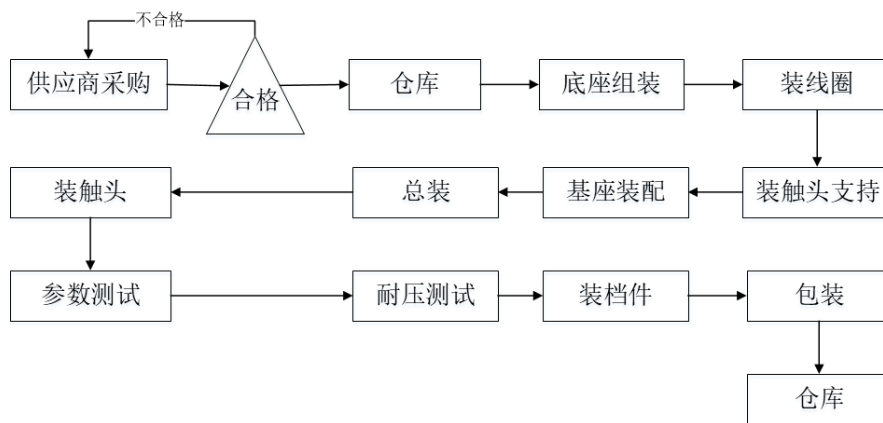 不合格
供应商采购
合格
仓库
底座组装
装线圈
装触头
总装
基座装配
装触头支持
参数测试
耐压测试
装档件
包装
仓库